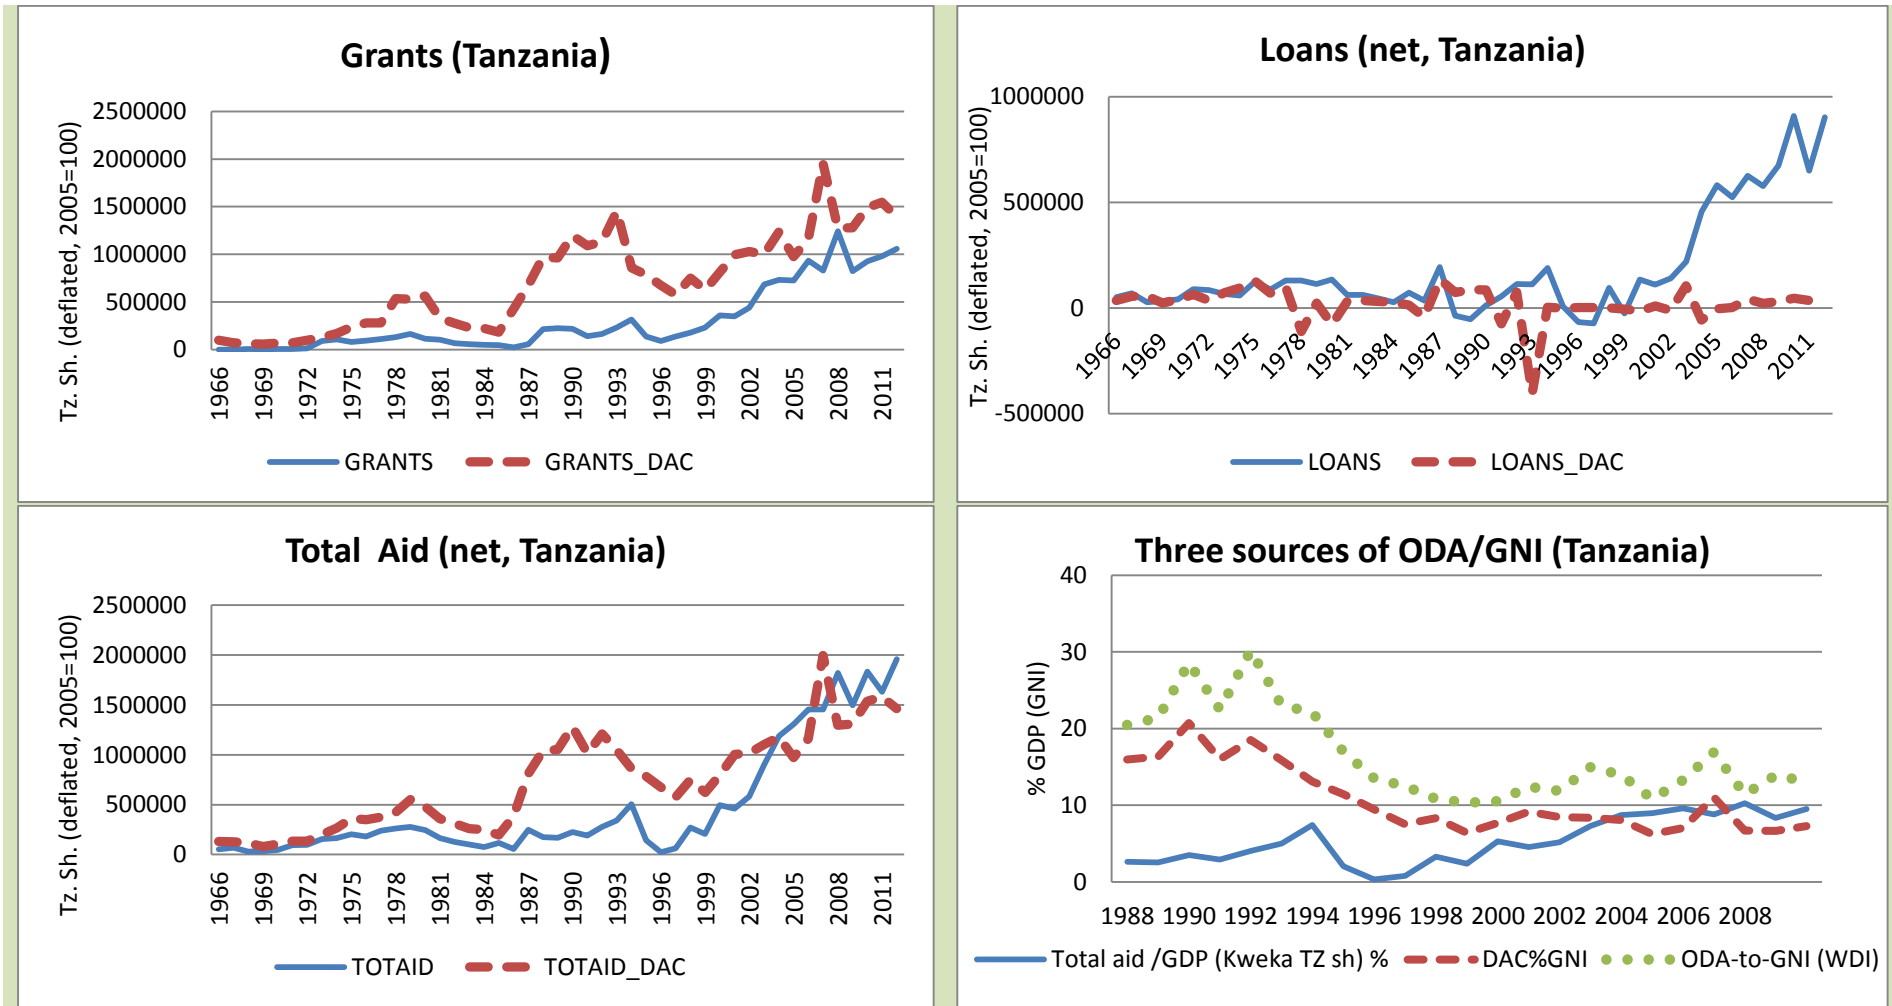 Grants (Tanzania)
Tz. Sh. (deflated, 2005=100)
2500000
2000000
1500000
1000000
500000
0
1966 1969 1972 1975 1978 1981 1984 1987 1990 1993 1996 1999 2002 2005 2008 2011
GRANTS GRANTS_DAC
Loans (net, Tanzania)
Tz. Sh. (deflated, 2005=100)
1000000
500000
0
-500000
1966 1969 1972 1975 1978 1981 1984 1987 1990 1993 1996 1999 2002 2005 2008 2011
LOANS LOANS_DAC
Total Aid (net, Tanzania)
Tz. Sh. (deflated, 2005=100)
2500000
2000000
1500000
1000000
500000
0
1966 1969 1972 1975 1978 1981 1984 1987 1990 1993 1996 1999 2002 2005 2008 2011
TOTAID TOTAID_DAC
Three sources of ODA/GNI (Tanzania)
% GDP (GNI)
40
30
20
10
0
1988 1990 1992 1994 1996 1998 2000 2002 2004 2006 2008
Total aid /GDP (Kweka TZ sh) % DAC%GNI ODA-to-GNI (WDI)